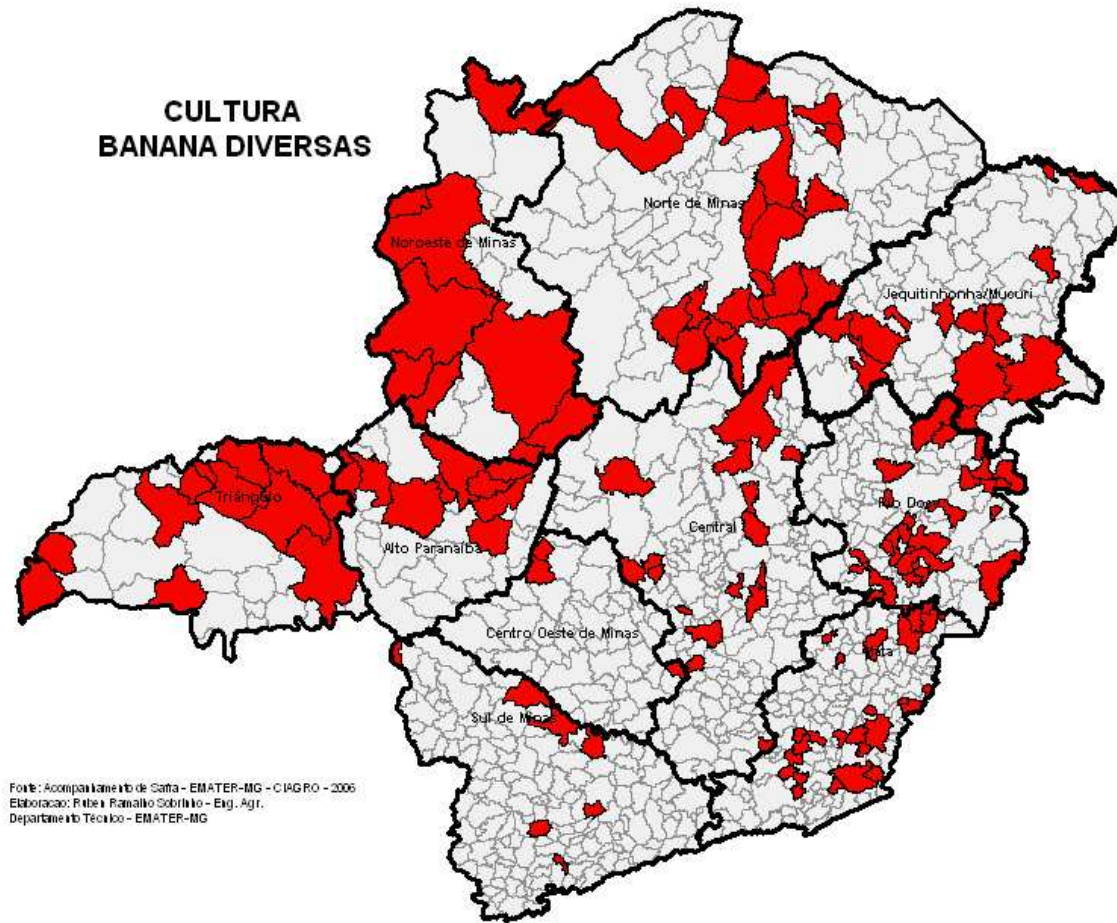 CULTURA
BANANA DIVERSAS
Norte de Minas
Noroeste de Minas
Jequitinhonha/Mucuri
Triângulo
Rio Doce
Central
Alto Paranaíba
Centro Oeste de Minas
Mata
Sul de Minas
Fonte: Acompanhamento de Safra - EMATER-MG - CIAGRO - 2006
Elaboracao: Ruben Ramalho Sobrinho - Eng. Agr.
Departamento Técnico - EMATER-MG